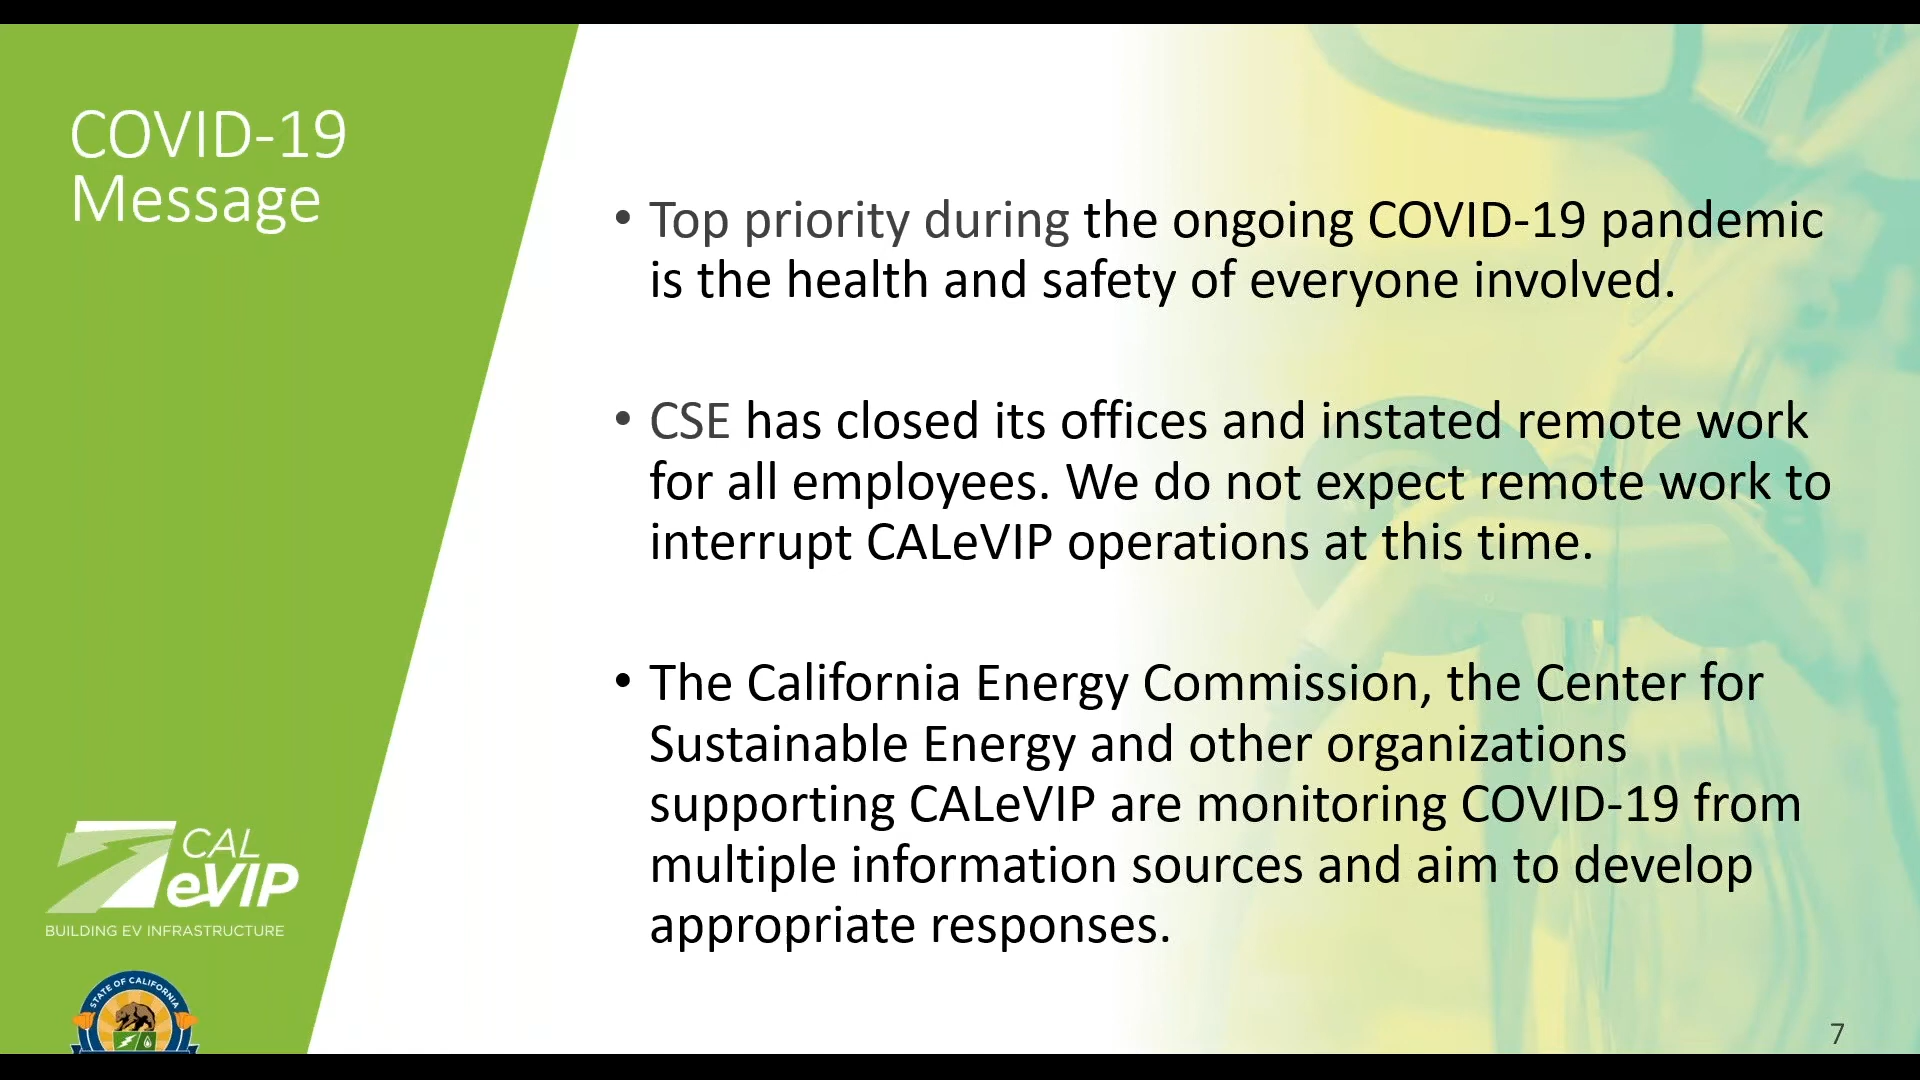 COVID-19
Message
• Top priority during the ongoing COVID-19 pandemic
is the health and safety of everyone involved.
• CSE has closed its offices and instated remote work
for all employees. We do not expect remote work to
interrupt CALeVIP operations at this time.
• The California Energy Commission, the Center for
Sustainable Energy and other organizations
supporting CALeVIP are monitoring COVID-19 from
multiple information sources and aim to develop
appropriate responses.
CAL
eVIP
BUILDING EV INFRASTRUCTURE
STATE OF CALIFORNIA
7